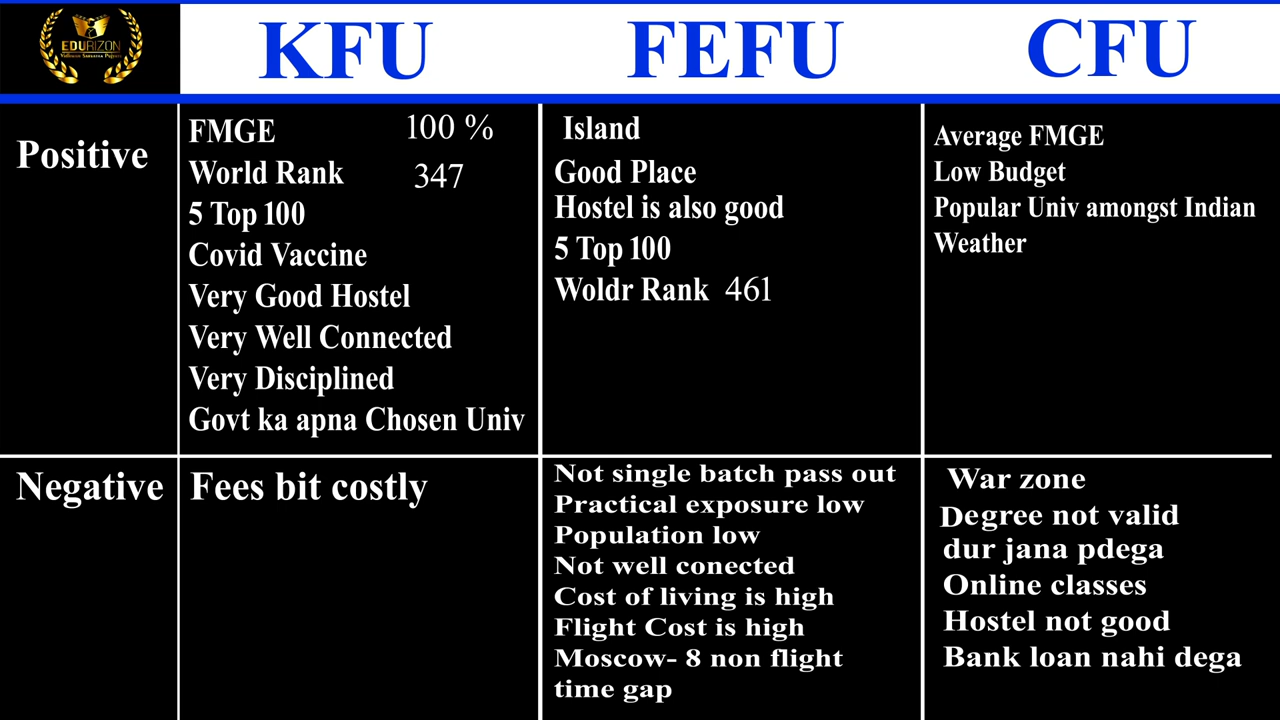 EDURIZON
KFU
FEFU
CFU
Positive
FMGE 100 %
World Rank 347
5 Top 100
Covid Vaccine
Very Good Hostel
Very Well Connected
Very Disciplined
Govt ka apna Chosen Univ
Island
Good Place
Hostel is also good
5 Top 100
Woldr Rank 461
Average FMGE
Low Budget
Popular Univ amongst Indian
Weather
Negative
Fees bit costly
Not single batch pass out
Practical exposure low
Population low
Not well conected
Cost of living is high
Flight Cost is high
Moscow- 8 non flight
time gap
War zone
Degree not valid
dur jana pdega
Online classes
Hostel not good
Bank loan nahi dega